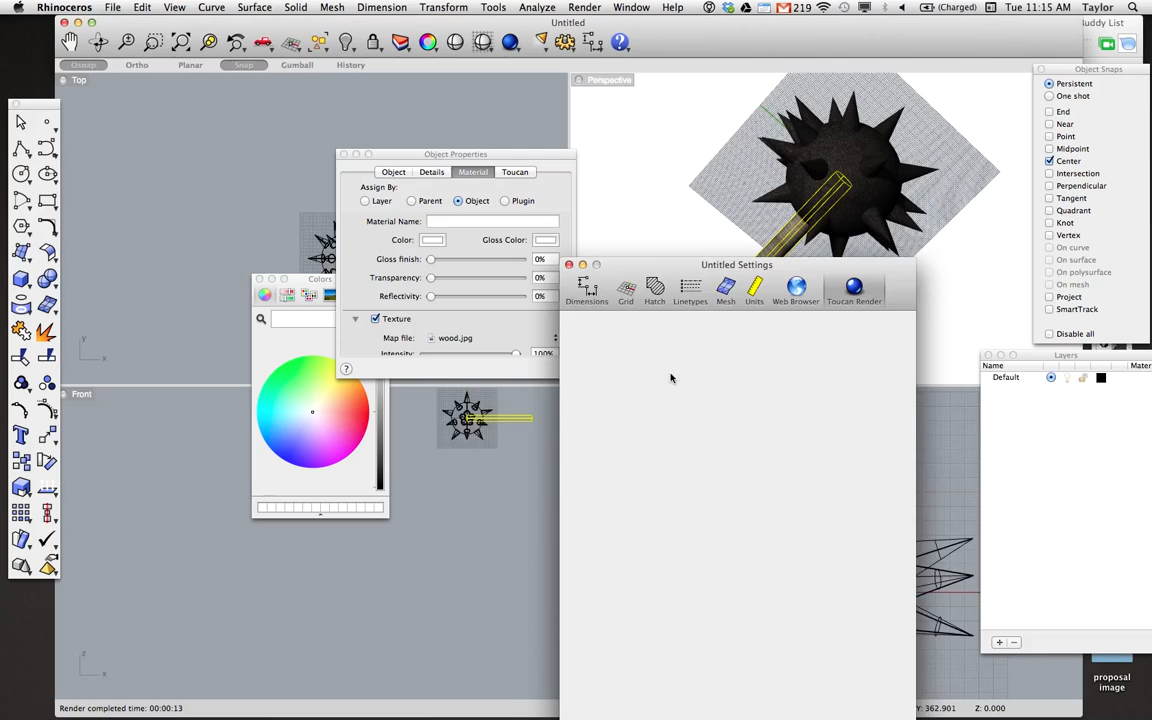 Rhinoceros File Edit View Curve Surface Solid Mesh Dimension Transform Tools Analyze Render Window Help 219 (Charged) Tue 11:15 AM Taylor
Untitled
Buddy List
Osnap Ortho Planar Snap Gumball History
Top
Perspective
Front
y
x
z
x
Object Properties
Object Details Material Toucan
Assign By:
Layer Parent Object Plugin
Material Name:
Color: Gloss Color:
Gloss finish: 0%
Transparency: 0%
Reflectivity: 0%
Texture
Map file: wood.jpg
Intensity: 100%
?
Colors
Untitled Settings
Dimensions Grid Hatch Linetypes Mesh Units Web Browser Toucan Render
Object Snaps
Persistent
One shot
End
Near
Point
Midpoint
Center
Intersection
Perpendicular
Tangent
Quadrant
Knot
Vertex
On curve
On surface
On polysurface
On mesh
Project
SmartTrack
Disable all
Layers
Name Mater
Default
proposal
image
Render completed time: 00:00:13
Y: 362.901 Z: 0.000